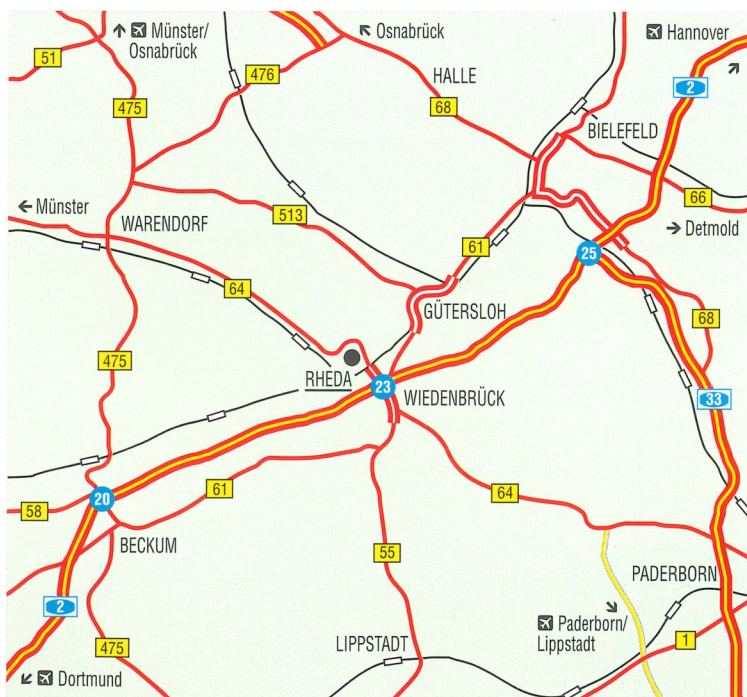 Münster/
Osnabrück
Osnabrück
Hannover
51
476
HALLE
2
475
68
BIELEFELD
66
Münster
513
WARENDORF
61
Detmold
25
64
GÜTERSLOH
68
475
RHEDA
23
WIEDENBRÜCK
33
20
61
64
58
BECKUM
55
PADERBORN
2
Paderborn/
Lippstadt
475
LIPPSTADT
1
Dortmund